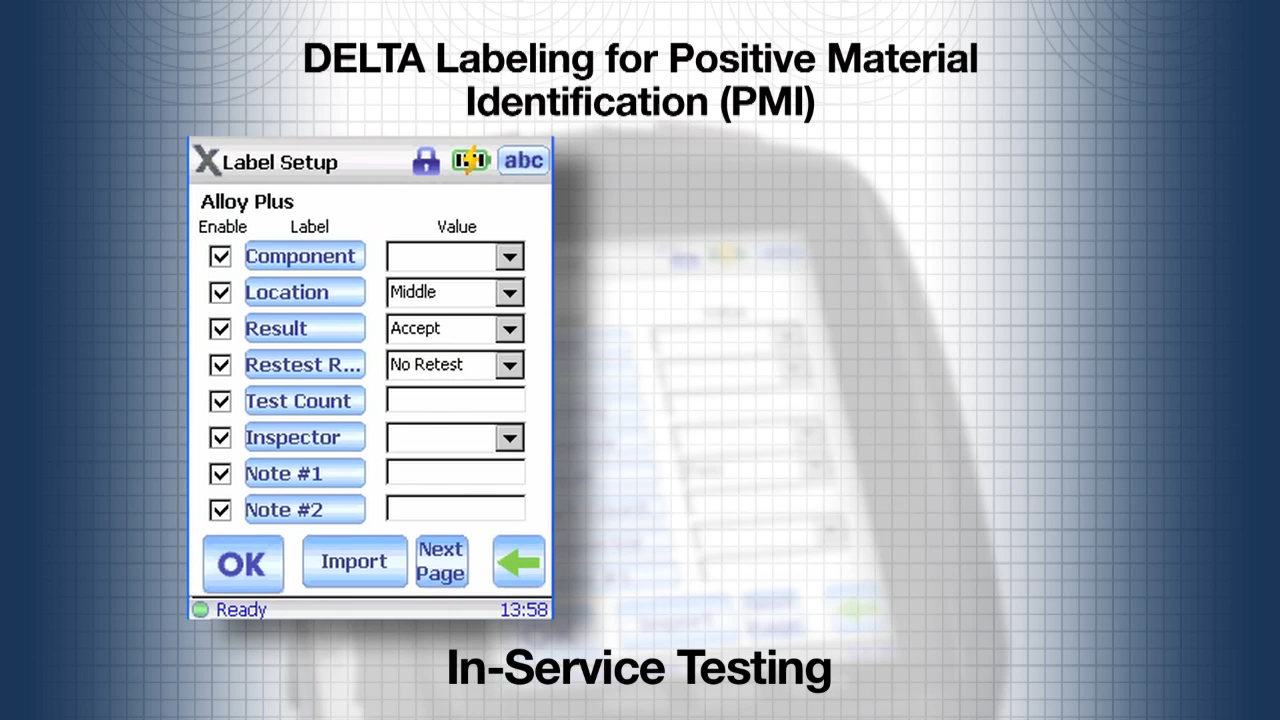 DELTA Labeling for Positive Material
Identification (PMI)
Label Setup abc
Alloy Plus
Enable Label Value
Component
Location Middle
Result Accept
Restest R... No Retest
Test Count
Inspector
Note #1
Note #2
OK Import Next Page
Ready 13:58
In-Service Testing